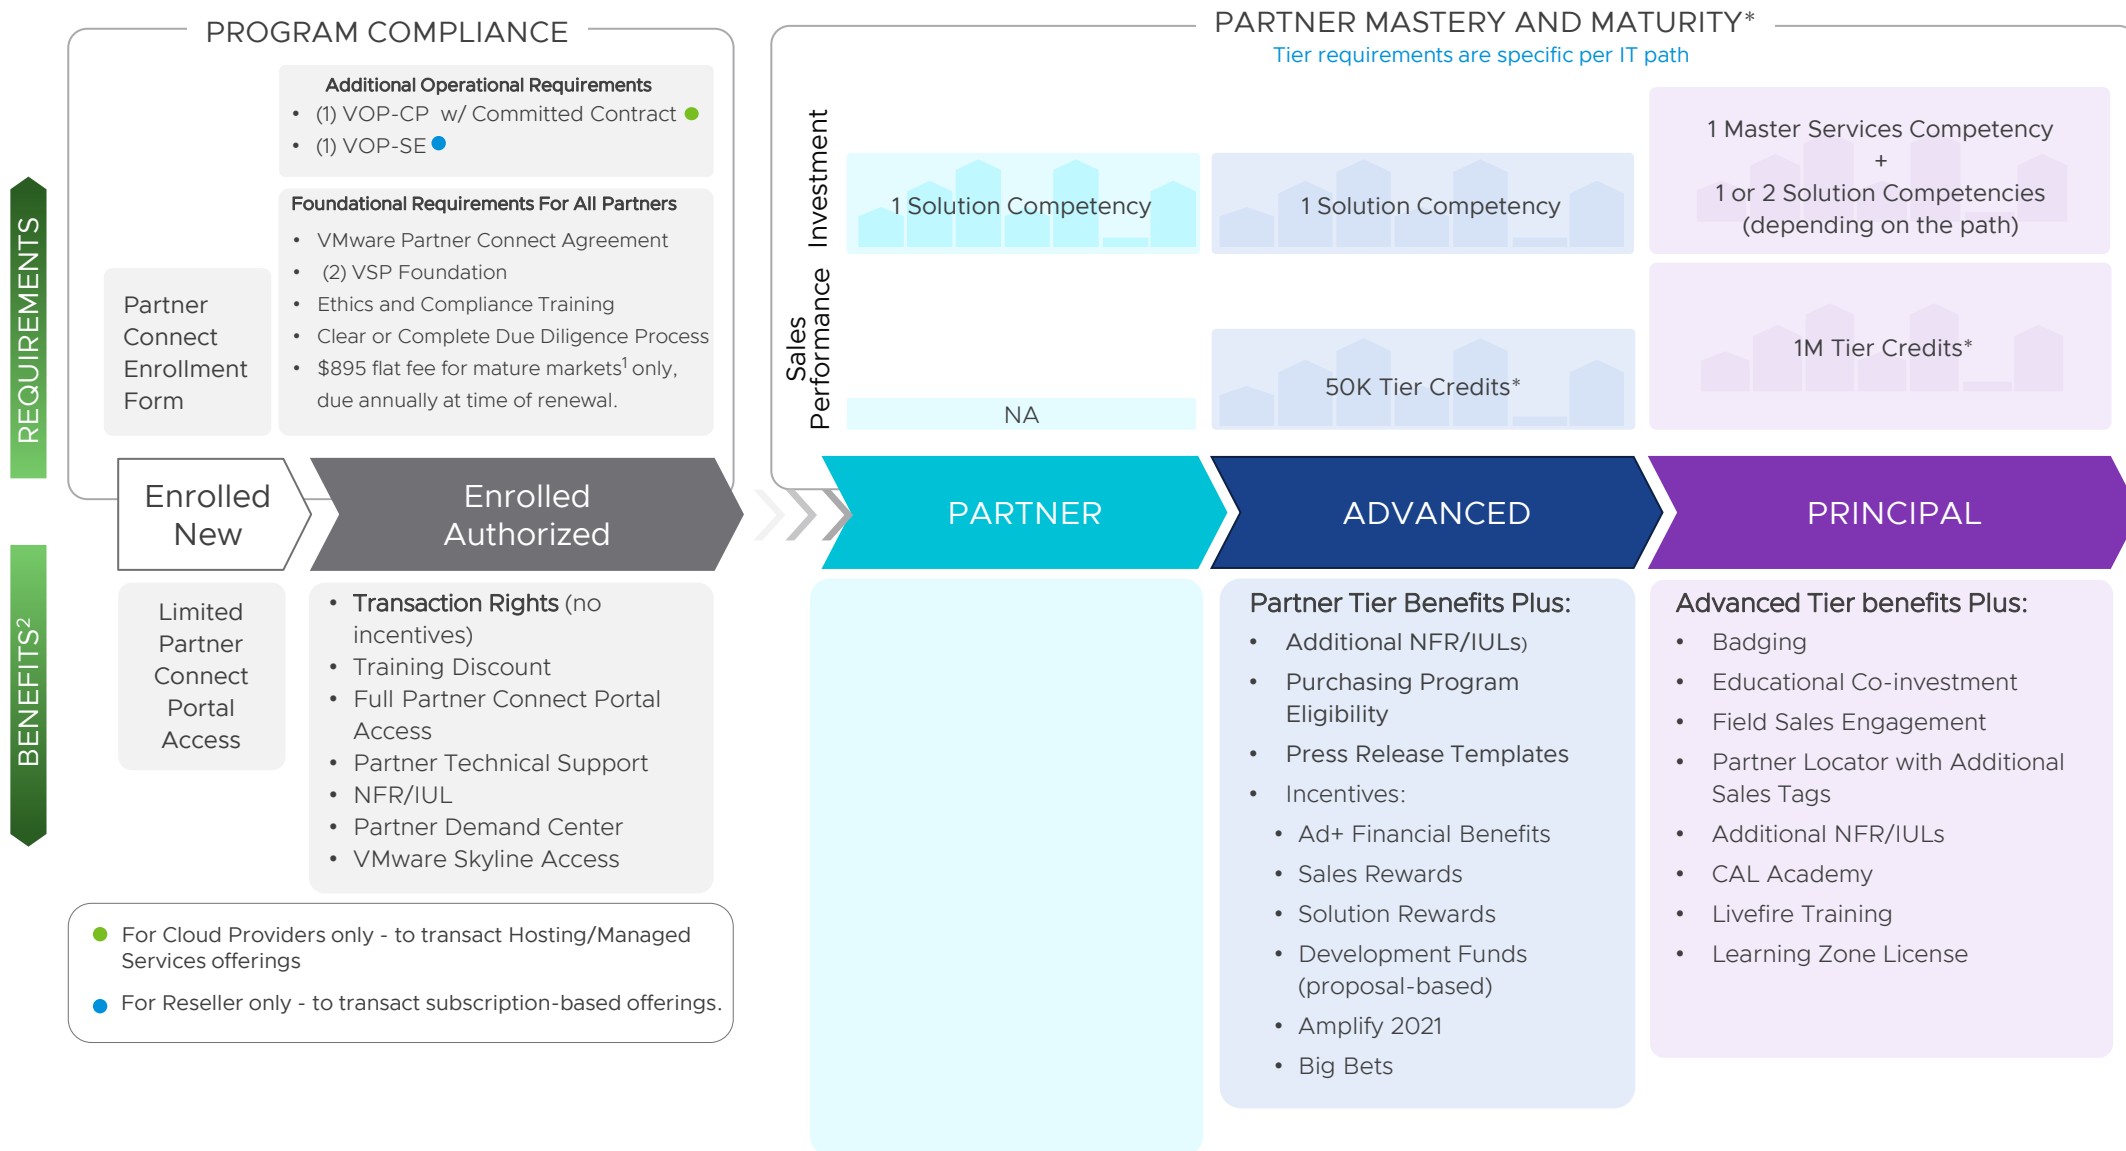 PROGRAM COMPLIANCE
Additional Operational Requirements
• (1) VOP-CP w/ Committed Contract
• (1) VOP-SE
Foundational Requirements For All Partners
• VMware Partner Connect Agreement
• (2) VSP Foundation
• Ethics and Compliance Training
• Clear or Complete Due Diligence Process
• $895 flat fee for mature markets1 only,
due annually at time of renewal.
Partner
Connect
Enrollment
Form
REQUIREMENTS
PARTNER MASTERY AND MATURITY*
Tier requirements are specific per IT path
Investment
1 Solution Competency
1 Solution Competency
1 Master Services Competency
+
1 or 2 Solution Competencies
(depending on the path)
Sales
Performance
NA
50K Tier Credits*
1M Tier Credits*
Enrolled
New
Enrolled
Authorized
PARTNER
ADVANCED
PRINCIPAL
BENEFITS2
Limited
Partner
Connect
Portal
Access
• Transaction Rights (no
incentives)
• Training Discount
• Full Partner Connect Portal
Access
• Partner Technical Support
• NFR/IUL
• Partner Demand Center
• VMware Skyline Access
Partner Tier Benefits Plus:
• Additional NFR/IULs)
• Purchasing Program
Eligibility
• Press Release Templates
• Incentives:
• Ad+ Financial Benefits
• Sales Rewards
• Solution Rewards
• Development Funds
(proposal-based)
• Amplify 2021
• Big Bets
Advanced Tier benefits Plus:
• Badging
• Educational Co-investment
• Field Sales Engagement
• Partner Locator with Additional
Sales Tags
• Additional NFR/IULs
• CAL Academy
• Livefire Training
• Learning Zone License
For Cloud Providers only - to transact Hosting/Managed
Services offerings
For Reseller only - to transact subscription-based offerings.